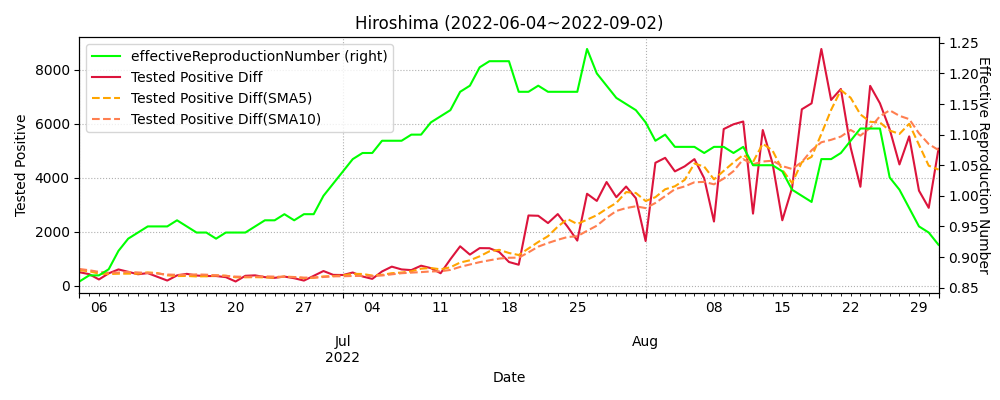 Hiroshima (2022-06-04~2022-09-02)
effectiveReproductionNumber (right)
Tested Positive Diff
Tested Positive Diff(SMA5)
Tested Positive Diff(SMA10)
Tested Positive
8000
6000
4000
2000
0
Effective Reproduction Number
1.25
1.20
1.15
1.10
1.05
1.00
0.95
0.90
0.85
06 13 20 27 04 11 18 25 08 15 22 29
Jul Aug
2022
Date